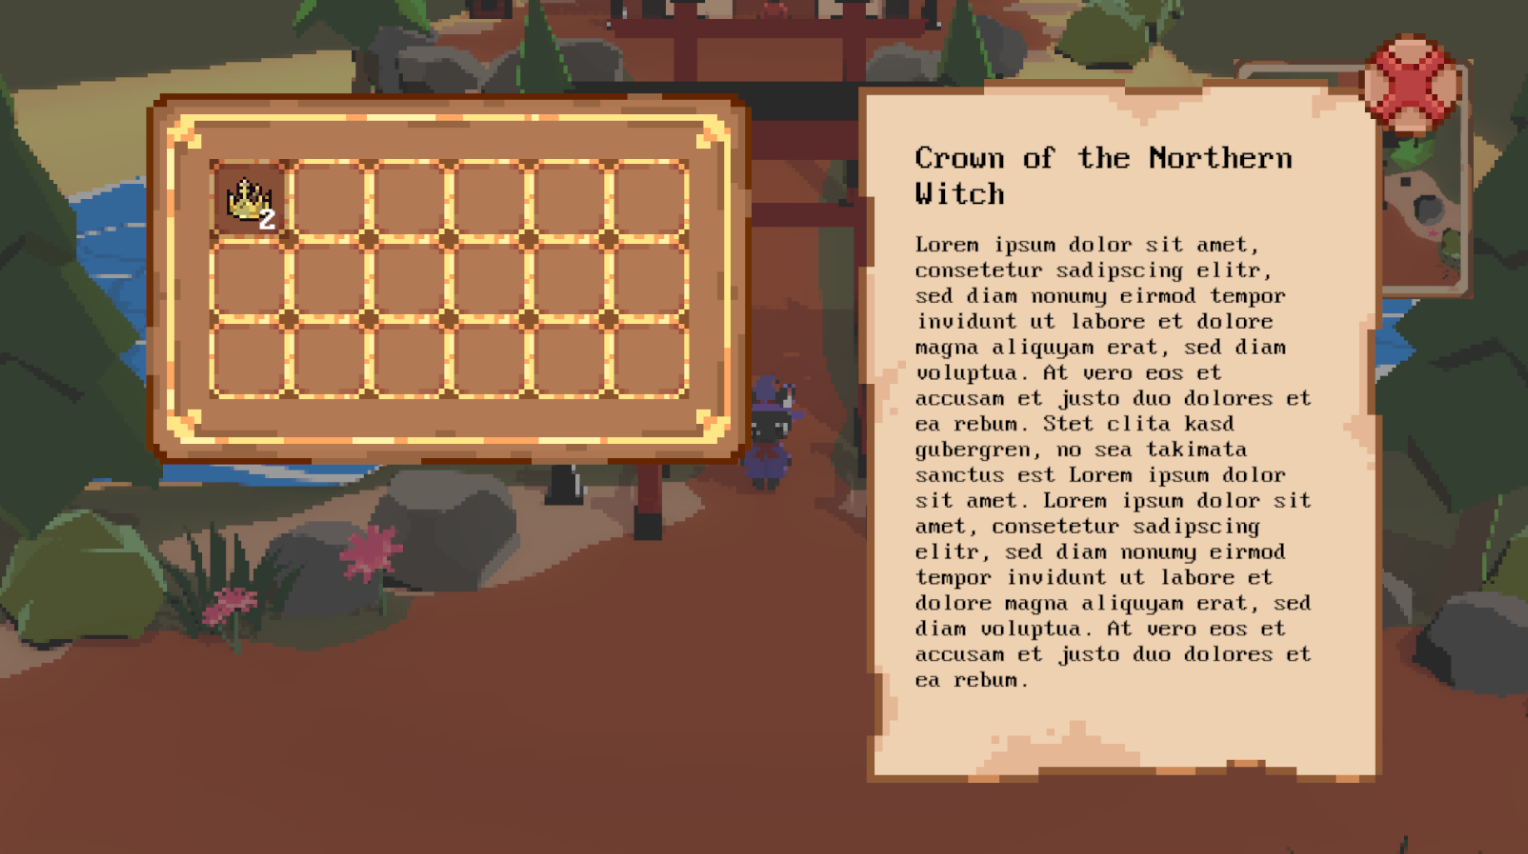 2
Crown of the Northern
Witch
Lorem ipsum dolor sit amet,
consetetur sadipscing elitr,
sed diam nonumy eirmod tempor
invidunt ut labore et dolore
magna aliquyam erat, sed diam
voluptua. At vero eos et
accusam et justo duo dolores et
ea rebum. Stet clita kasd
gubergren, no sea takimata
sanctus est Lorem ipsum dolor
sit amet. Lorem ipsum dolor sit
amet, consetetur sadipscing
elitr, sed diam nonumy eirmod
tempor invidunt ut labore et
dolore magna aliquyam erat, sed
diam voluptua. At vero eos et
accusam et justo duo dolores et
ea rebum.